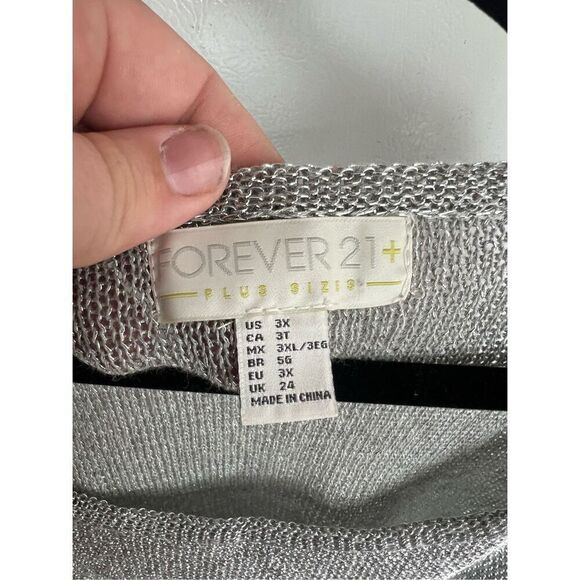 FOREVER 21+
PLUS SIZES
US 3X
CA 3T
MX 3XL/3EG
BR 5G
EU 3X
UK 24
MADE IN CHINA